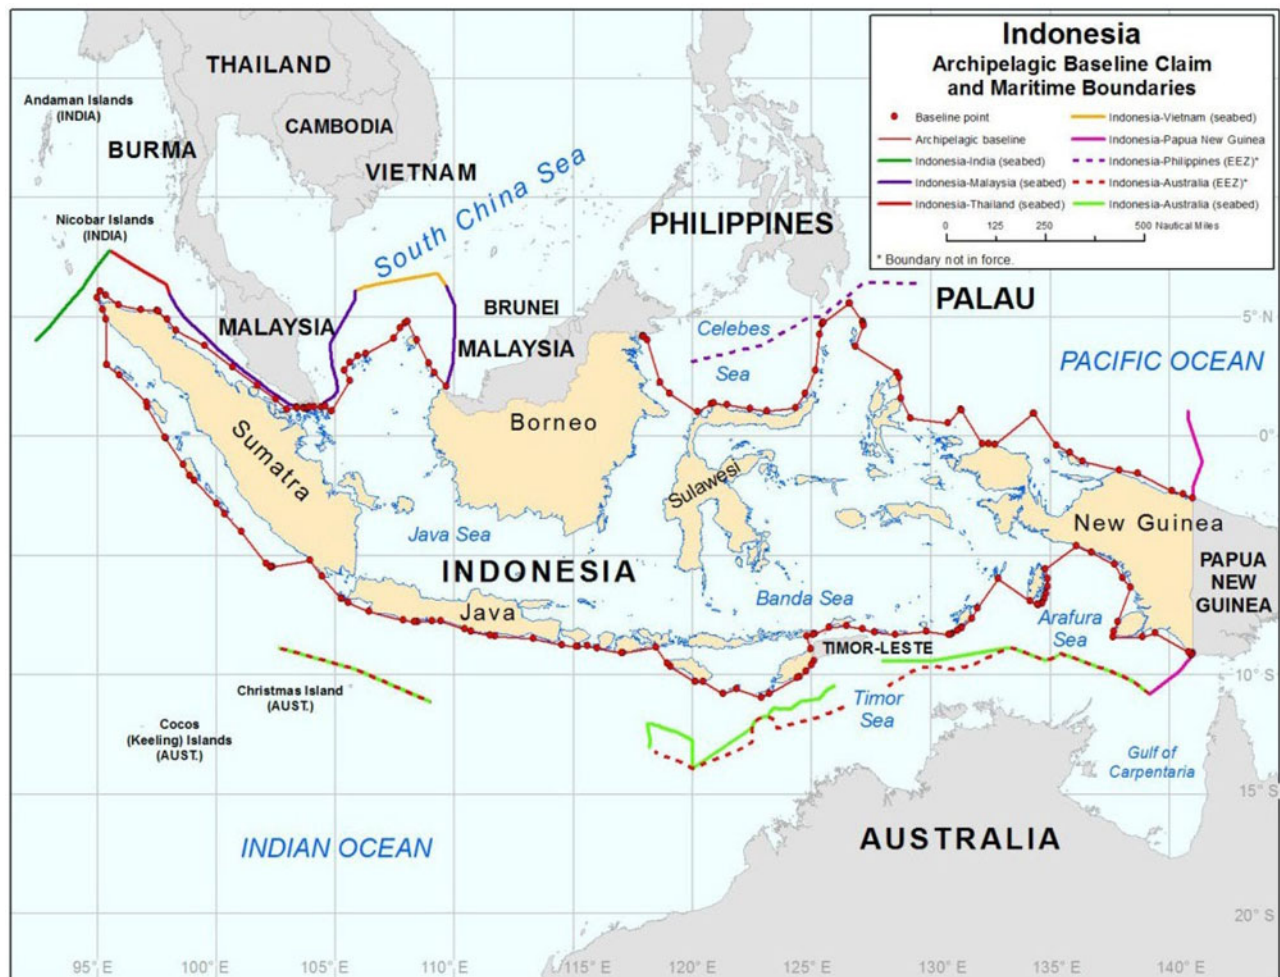 Indonesia
Archipelagic Baseline Claim
and Maritime Boundaries
Baseline point
Archipelagic baseline
Indonesia-India (seabed)
Indonesia-Malaysia (seabed)
Indonesia-Thailand (seabed)
Indonesia-Vietnam (seabed)
Indonesia-Papua New Guinea
Indonesia-Philippines (EEZ)*
Indonesia-Australia (EEZ)*
Indonesia-Australia (seabed)
0 125 250 500 Nautical Miles
* Boundary not in force.
THAILAND
Andaman Islands
(INDIA)
BURMA
CAMBODIA
VIETNAM
South China Sea
Nicobar Islands
(INDIA)
PHILIPPINES
PALAU
MALAYSIA
BRUNEI
MALAYSIA
Celebes
Sea
5° N
PACIFIC OCEAN
Borneo
Sumatra
0°
Sulawesi
New Guinea
Java Sea
INDONESIA
PAPUA
NEW
GUINEA
Java
Banda Sea
Arafura
Sea
TIMOR-LESTE
10° S
Christmas Island
(AUST.)
Timor
Sea
Cocos
(Keeling) Islands
(AUST.)
Gulf of
Carpentaria
15° S
INDIAN OCEAN
AUSTRALIA
20° S
95° E 100° E 105° E 110° E 115° E 120° E 125° E 130° E 135° E 140° E